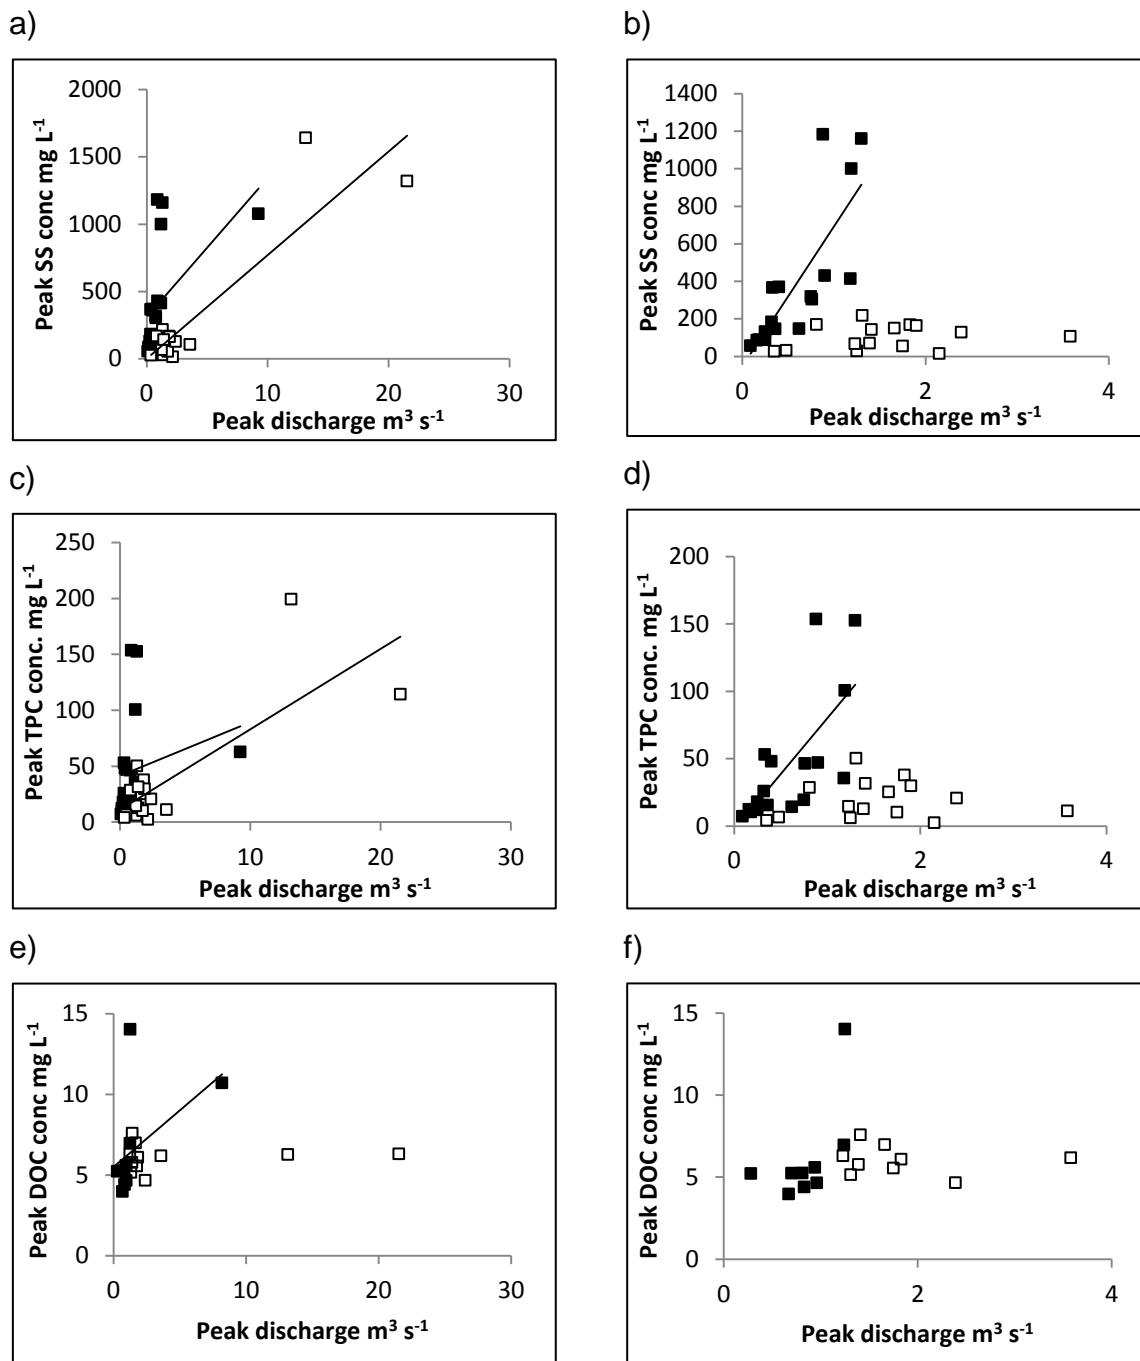 a)
Peak SS conc mg L⁻¹
2000
1500
1000
500
0
0 10 20 30
Peak discharge m³ s⁻¹
b)
Peak SS conc mg L⁻¹
1400
1200
1000
800
600
400
200
0
0 2 4
Peak discharge m³ s⁻¹
c)
Peak TPC conc. mg L⁻¹
250
200
150
100
50
0
0 10 20 30
Peak discharge m³ s⁻¹
d)
Peak TPC conc. mg L⁻¹
200
150
100
50
0
0 2 4
Peak discharge m³ s⁻¹
e)
Peak DOC conc mg L⁻¹
15
10
5
0
0 10 20 30
Peak discharge m³ s⁻¹
f)
Peak DOC conc mg L⁻¹
15
10
5
0
0 2 4
Peak discharge m³ s⁻¹